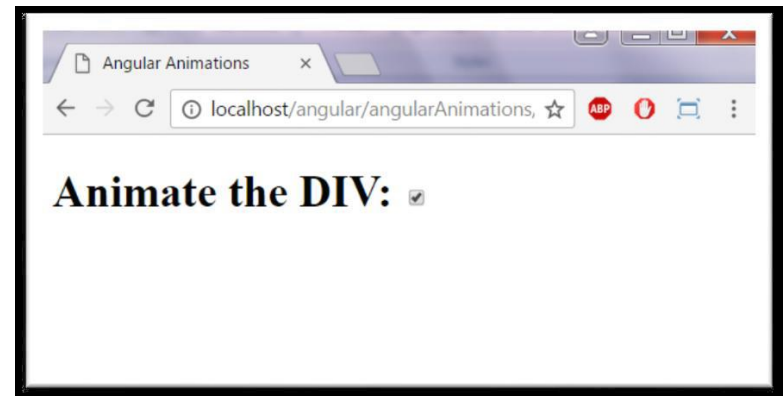 Angular Animations
localhost/angular/angularAnimations,
ABP
Animate the DIV: